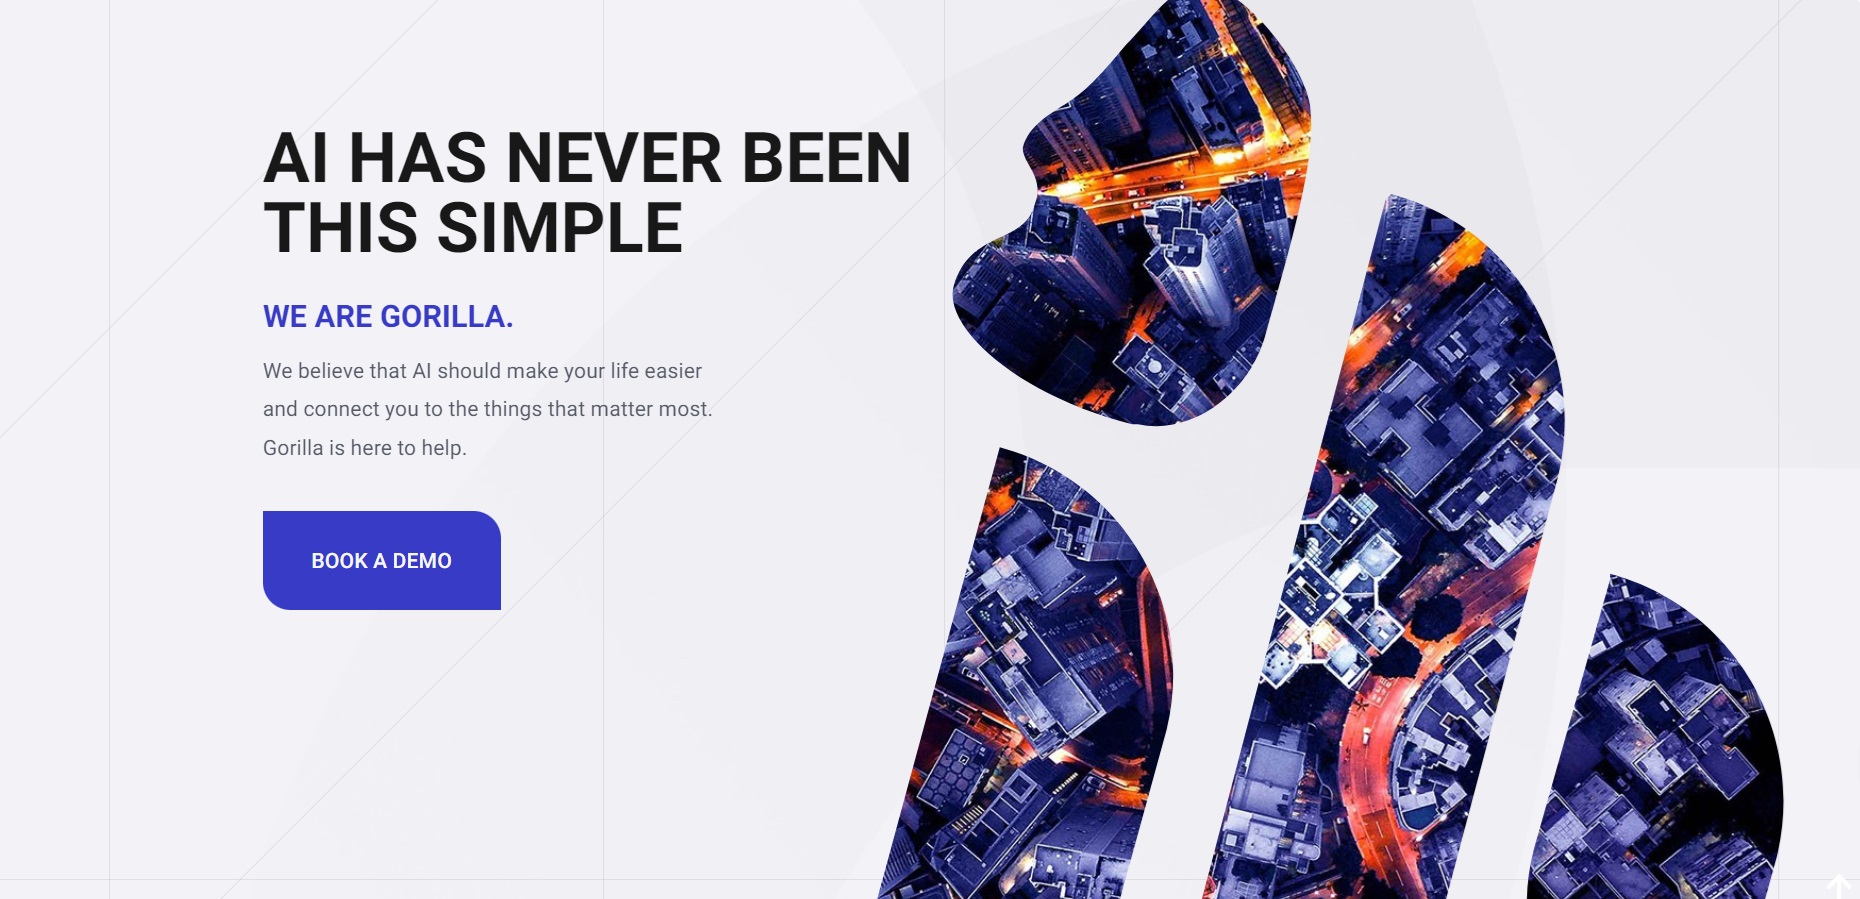 AI HAS NEVER BEEN
THIS SIMPLE
WE ARE GORILLA.
We believe that AI should make your life easier
and connect you to the things that matter most.
Gorilla is here to help.
BOOK A DEMO